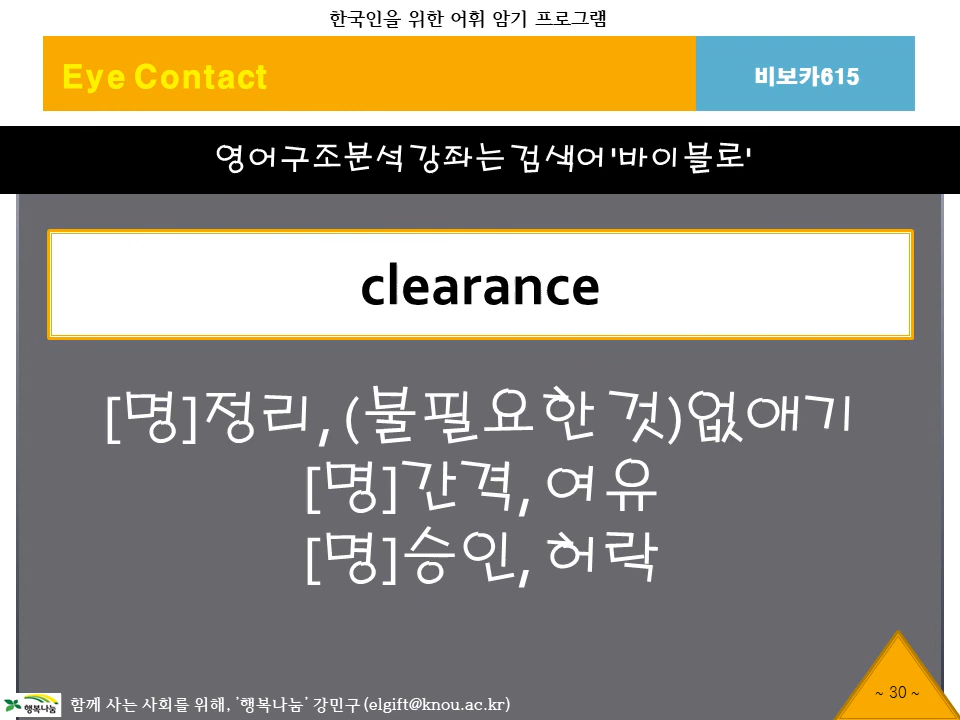 한국인을 위한 어휘 암기 프로그램
Eye Contact
비보카615
영어구조분석 강좌는 검색어 '바이블로'
clearance
[명]정리, (불필요한 것)없애기
[명]간격, 여유
[명]승인, 허락
~ 30 ~
행복나눔
함께 사는 사회를 위해, '행복나눔' 강민구 (elgift@knou.ac.kr)